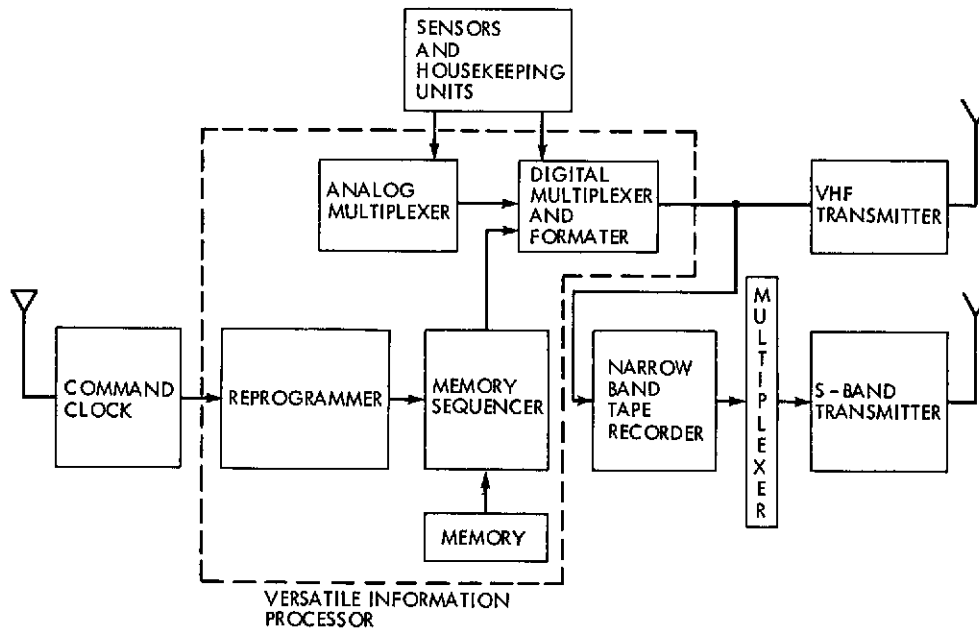 SENSORS
AND
HOUSEKEEPING
UNITS
ANALOG
MULTIPLEXER
DIGITAL
MULTIPLEXER
AND
FORMATER
VHF
TRANSMITTER
COMMAND
CLOCK
REPROGRAMMER
MEMORY
SEQUENCER
NARROW
BAND
TAPE
RECORDER
MULTIPLEXER
S-BAND
TRANSMITTER
MEMORY
VERSATILE INFORMATION
PROCESSOR